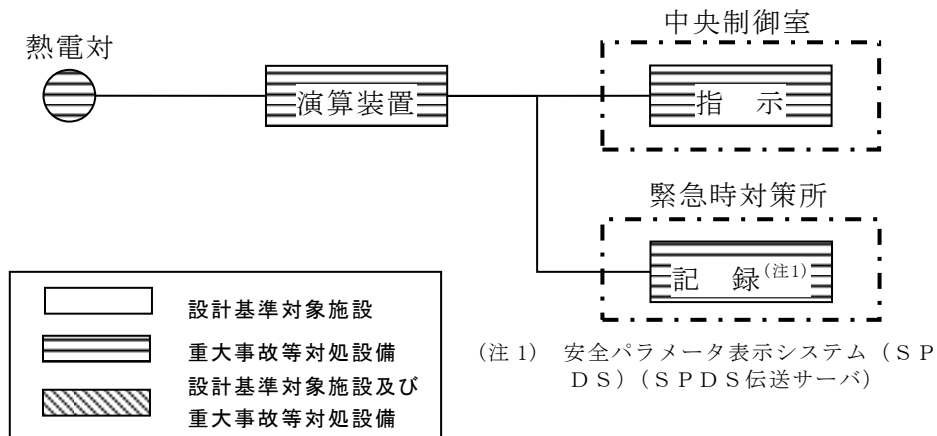 中央制御室
熱電対
演算装置
指　示
緊急時対策所
記　録(注1)
設計基準対象施設
重大事故等対処設備
設計基準対象施設及び
重大事故等対処設備
(注 1)　安全パラメータ表示システム（ＳＰ
ＤＳ）（ＳＰＤＳ伝送サーバ）